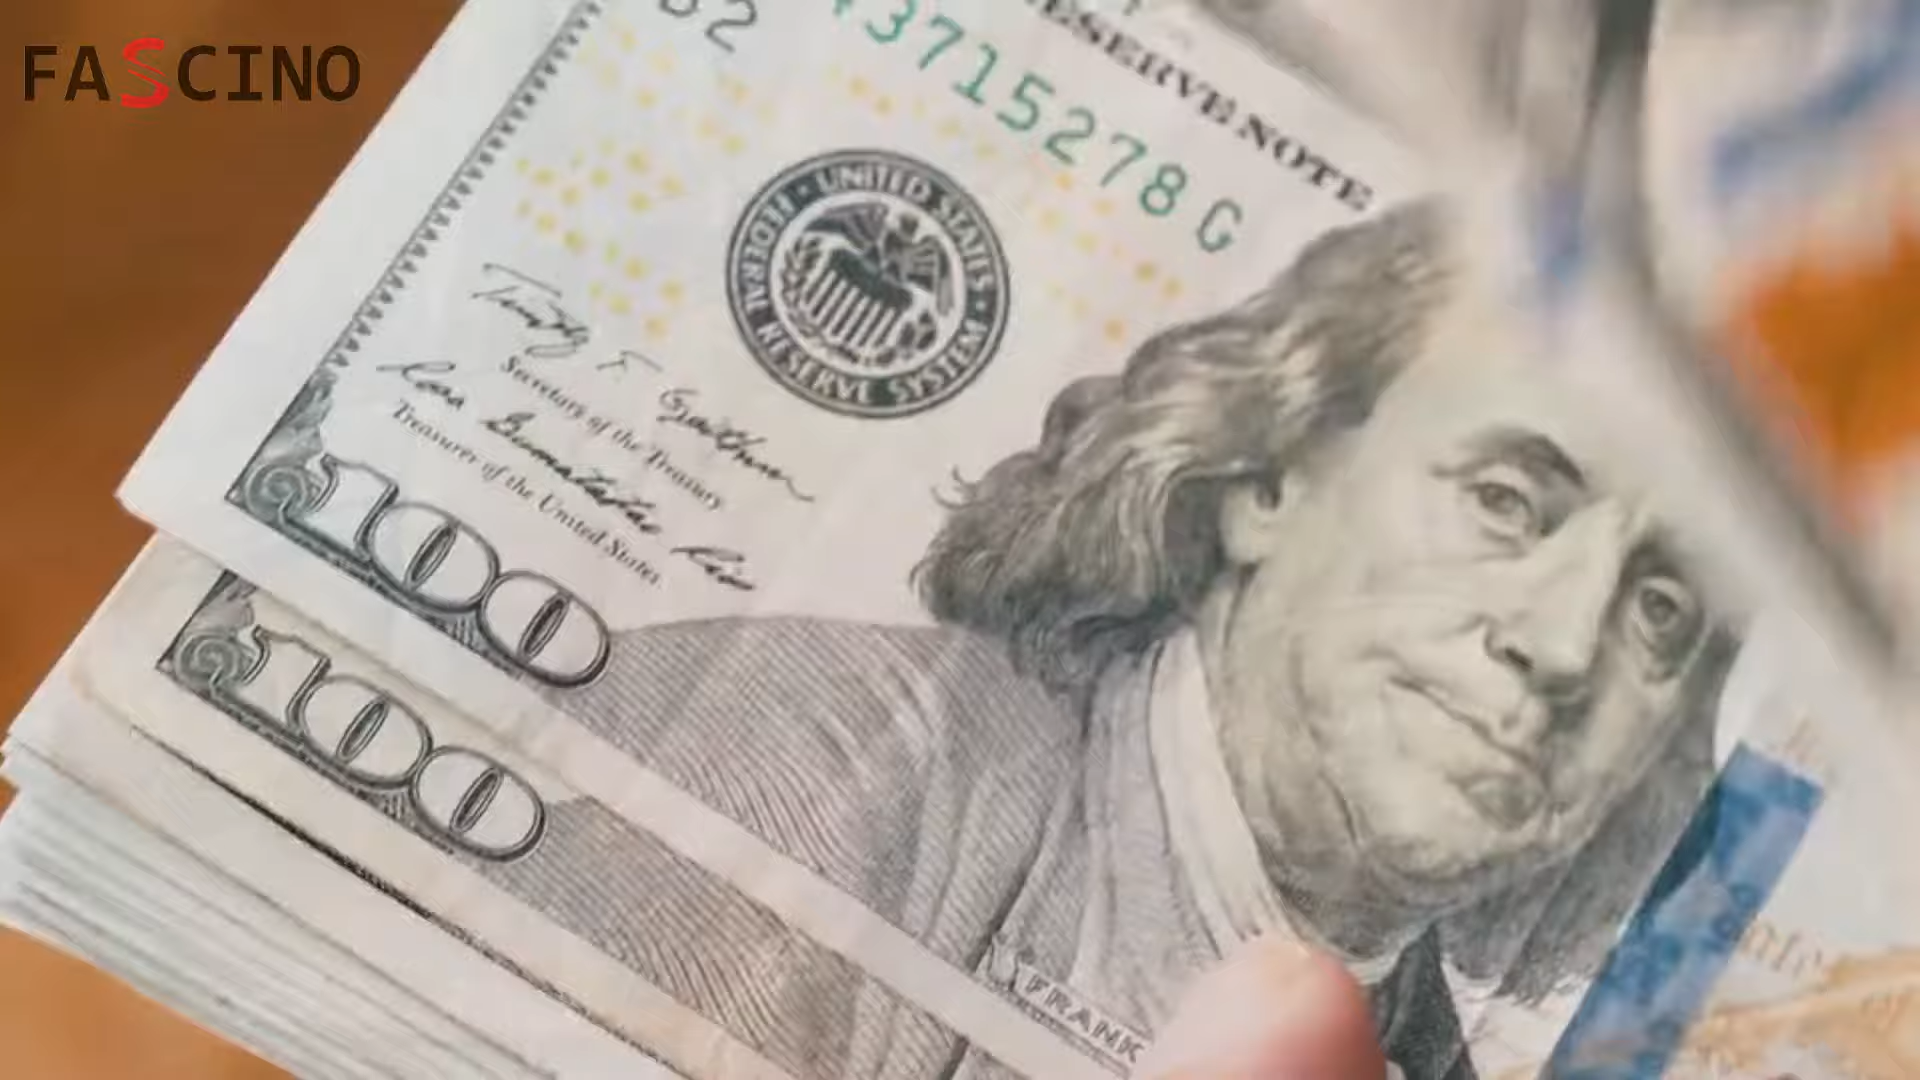 FASCINO
RESERVE NOTE
3715278 G
UNITED STATES
FEDERAL RESERVE SYSTEM
Secretary of the Treasury
Treasurer of the United States
100
100
FRANK